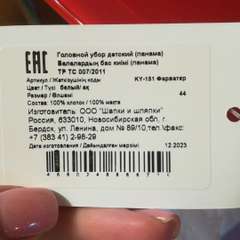 ЕАС
Головной убор детский (панама)
Балалардың бас киімі (панама)
ТР ТС 007/2011
Артикул / Жеткізушінің коды KY-151 Фарватер
Цвет / Түсі белый/ ақ
Размер / Өлшемі 44
Состав: 100% хлопок / 100% мақта
Изготовитель: ООО "Шапки и шляпки"
Россия, 633010, Новосибирская обл, г.
Бердск, ул. Ленина, дом № 89/10,тел.\факс:
+7 (383 41) 2-98-29
Дата изготовления / Дайындалған мерзімі 12.2023